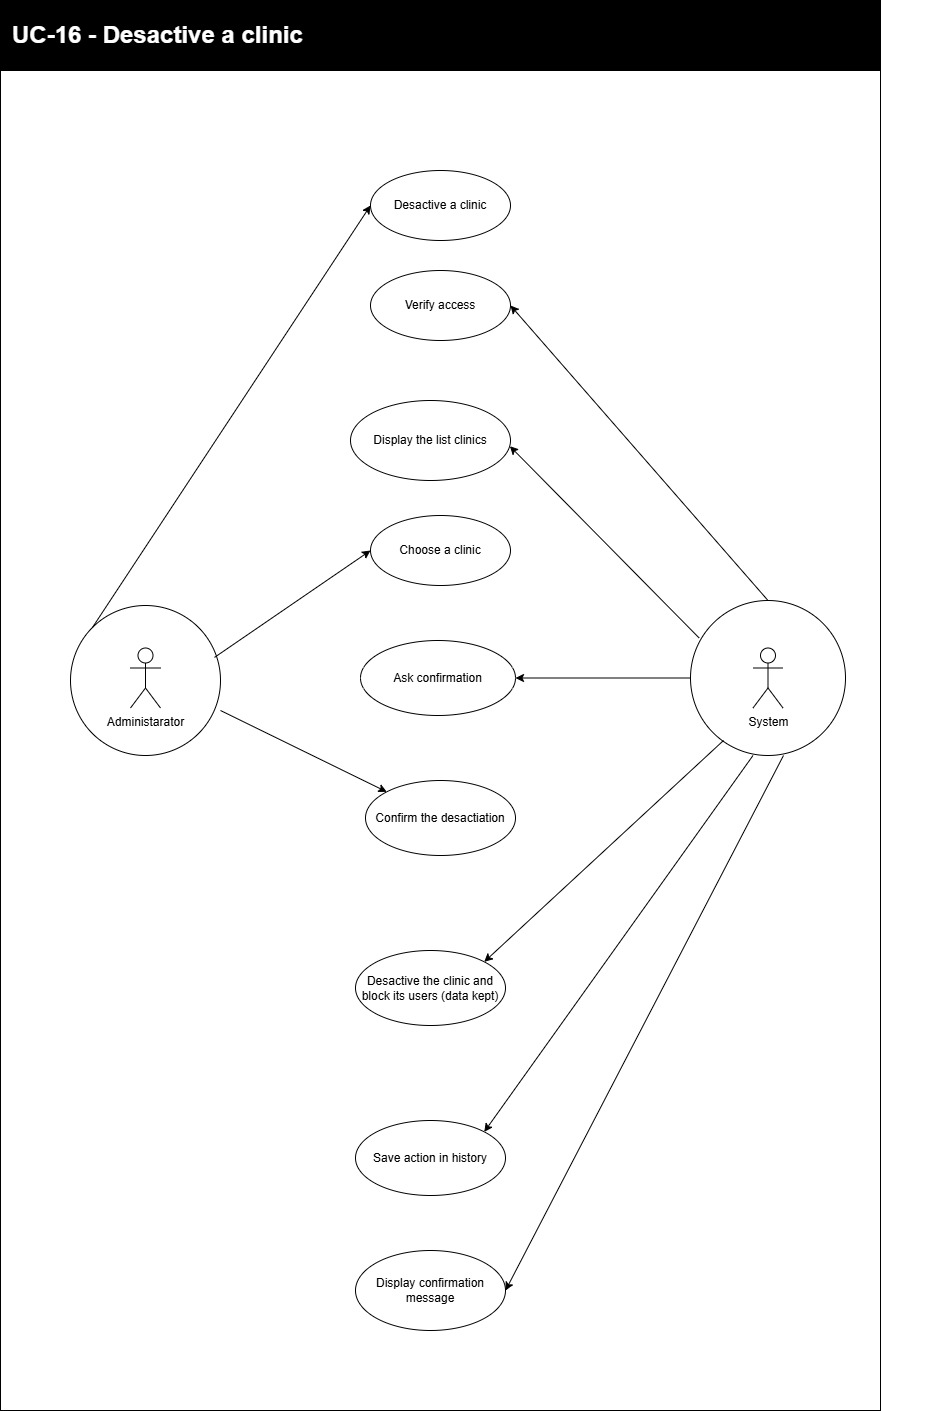 UC-16 - Desactive a clinic
Desactive a clinic
Verify access
Display the list clinics
Choose a clinic
Administarator
Ask confirmation
System
Confirm the desactiation
Desactive the clinic and
block its users (data kept)
Save action in history
Display confirmation
message